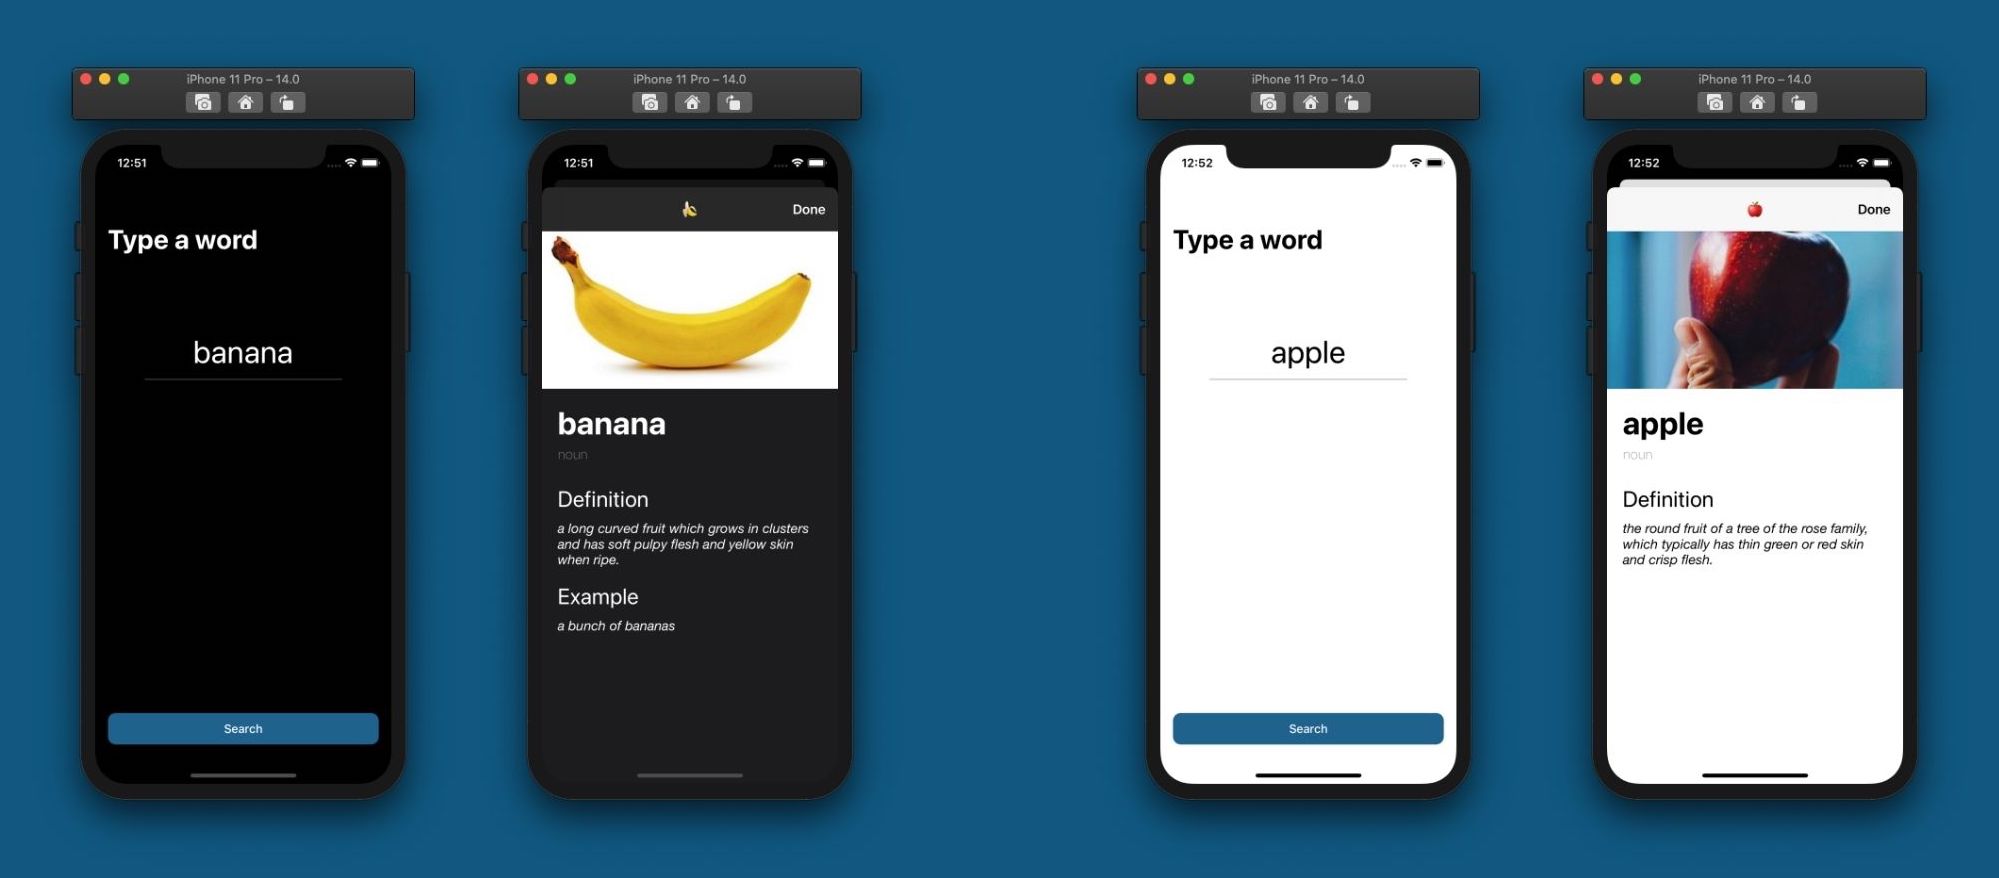 iPhone 11 Pro – 14.0
12:51
Type a word
banana
Search
iPhone 11 Pro – 14.0
12:51
Done
banana
noun
Definition
a long curved fruit which grows in clusters
and has soft pulpy flesh and yellow skin
when ripe.
Example
a bunch of bananas
iPhone 11 Pro – 14.0
12:52
Type a word
apple
Search
iPhone 11 Pro – 14.0
12:52
Done
apple
noun
Definition
the round fruit of a tree of the rose family,
which typically has thin green or red skin
and crisp flesh.